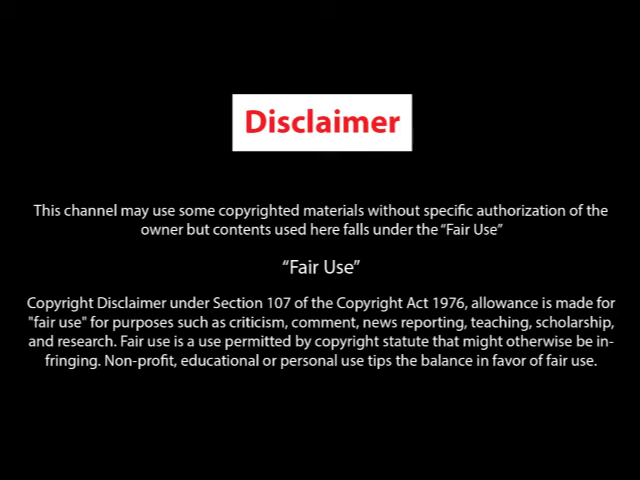 Disclaimer
This channel may use some copyrighted materials without specific authorization of the
owner but contents used here falls under the “Fair Use”
“Fair Use”
Copyright Disclaimer under Section 107 of the Copyright Act 1976, allowance is made for
"fair use" for purposes such as criticism, comment, news reporting, teaching, scholarship,
and research. Fair use is a use permitted by copyright statute that might otherwise be in-
fringing. Non-profit, educational or personal use tips the balance in favor of fair use.